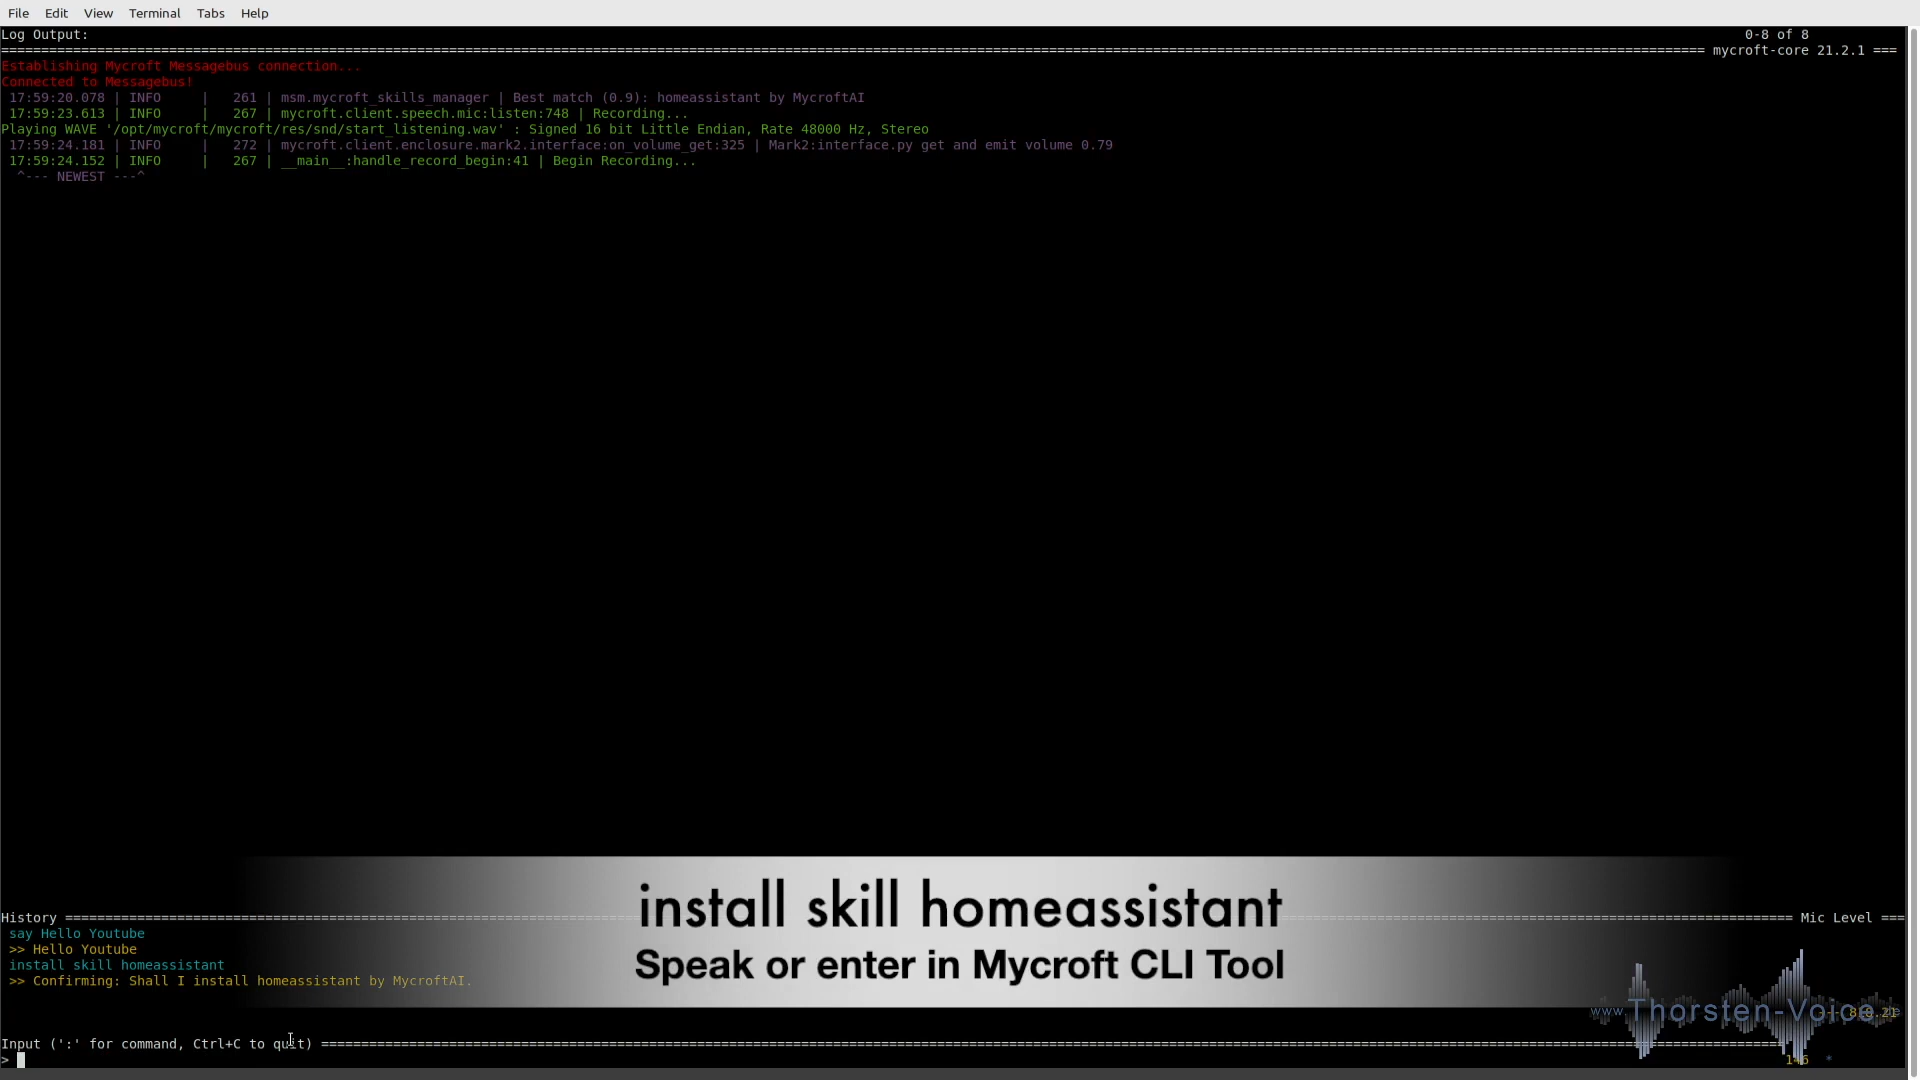 File Edit View Terminal Tabs Help
Log Output: 0-8 of 8
mycroft-core 21.2.1 ===
Establishing Mycroft Messagebus connection...
Connected to Messagebus!
17:59:20.078 | INFO | 261 | msm.mycroft_skills_manager | Best match (0.9): homeassistant by MycroftAI
17:59:23.613 | INFO | 267 | mycroft.client.speech.mic:listen:748 | Recording...
Playing WAVE '/opt/mycroft/mycroft/res/snd/start_listening.wav' : Signed 16 bit Little Endian, Rate 48000 Hz, Stereo
17:59:24.181 | INFO | 272 | mycroft.client.enclosure.mark2.interface:on_volume_get:325 | Mark2:interface.py get and emit volume 0.79
17:59:24.152 | INFO | 267 | __main__:handle_record_begin:41 | Begin Recording...
^--- NEWEST ---^
install skill homeassistant
Speak or enter in Mycroft CLI Tool
History === Mic Level ===
say Hello Youtube
>> Hello Youtube
install skill homeassistant
>> Confirming: Shall I install homeassistant by MycroftAI.
www.Thorsten-Voice.de
Input (':' for command, Ctrl+C to quit) ===
> 146 *